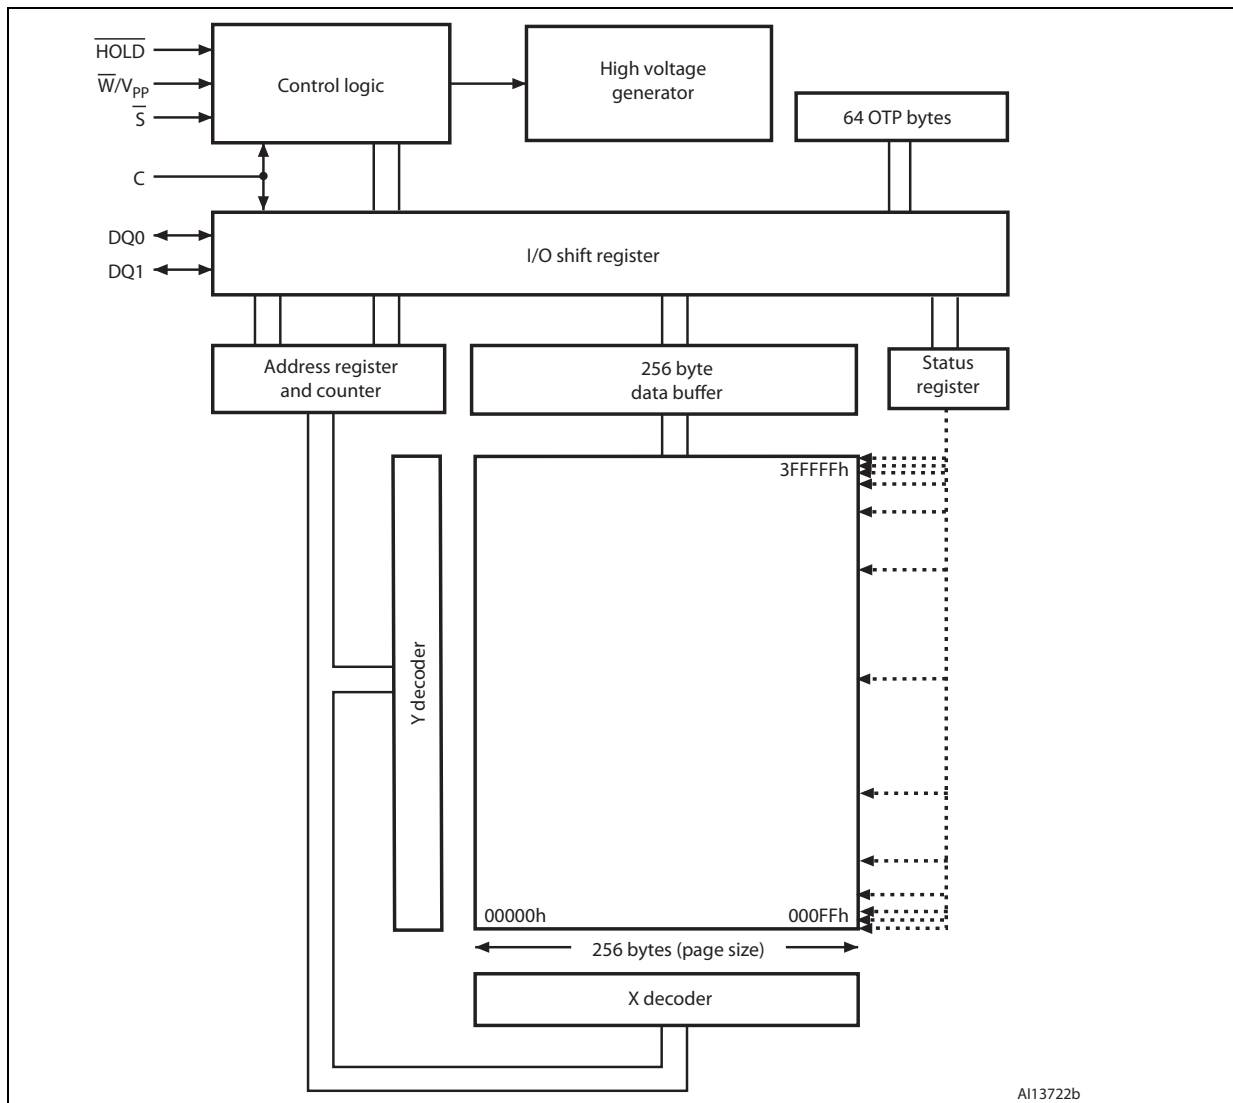 HOLD
W/VPP
S
C
Control logic
High voltage
generator
64 OTP bytes
DQ0
DQ1
I/O shift register
Address register
and counter
256 byte
data buffer
Status
register
Y decoder
3FFFFFh
00000h
000FFh
256 bytes (page size)
X decoder
AI13722b